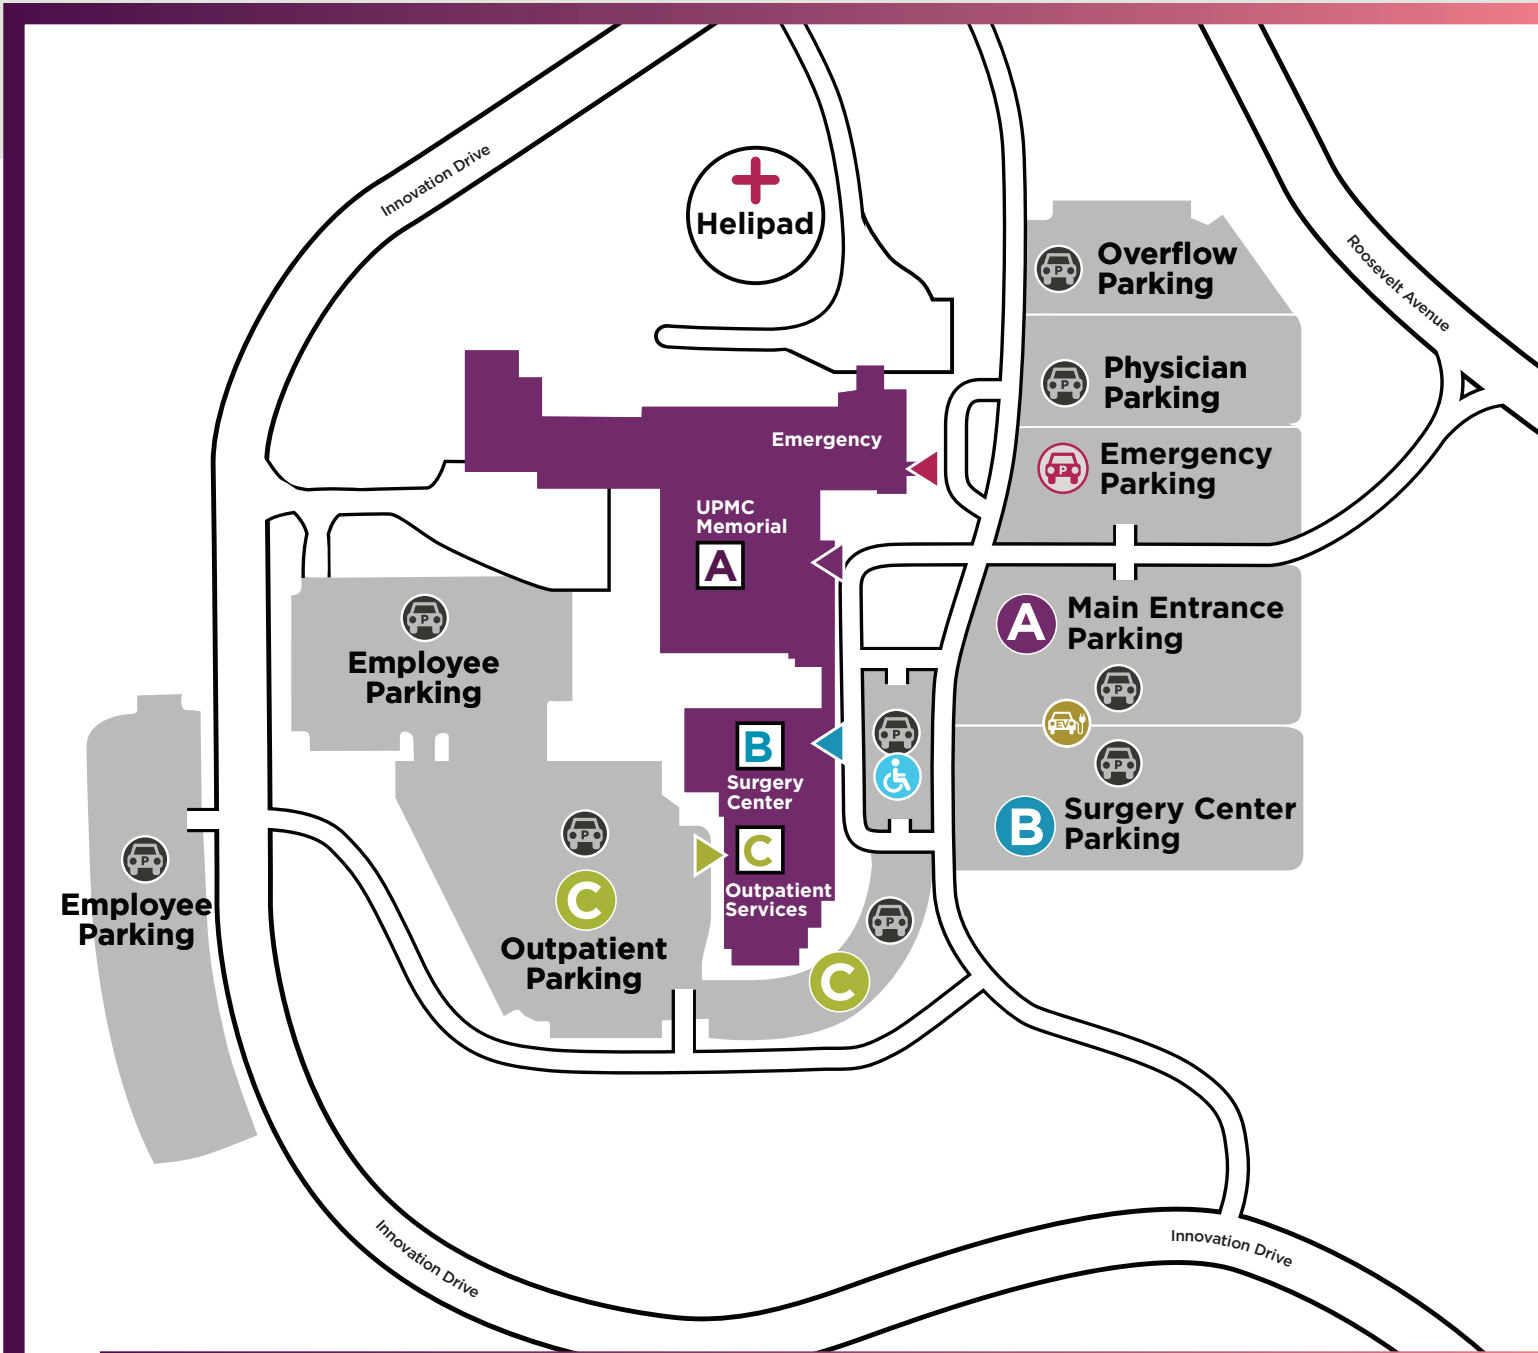 Innovation Drive
Helipad
Overflow
Parking
Roosevelt Avenue
Physician
Parking
Emergency
Emergency
Parking
UPMC
Memorial
A
A
Main Entrance
Parking
Employee
Parking
EV
B
Surgery
Center
B
Surgery Center
Parking
C
Outpatient
Services
Employee
Parking
C
Outpatient
Parking
C
Innovation Drive
Innovation Drive
P
P
P
P
P
P
P
P
P
P